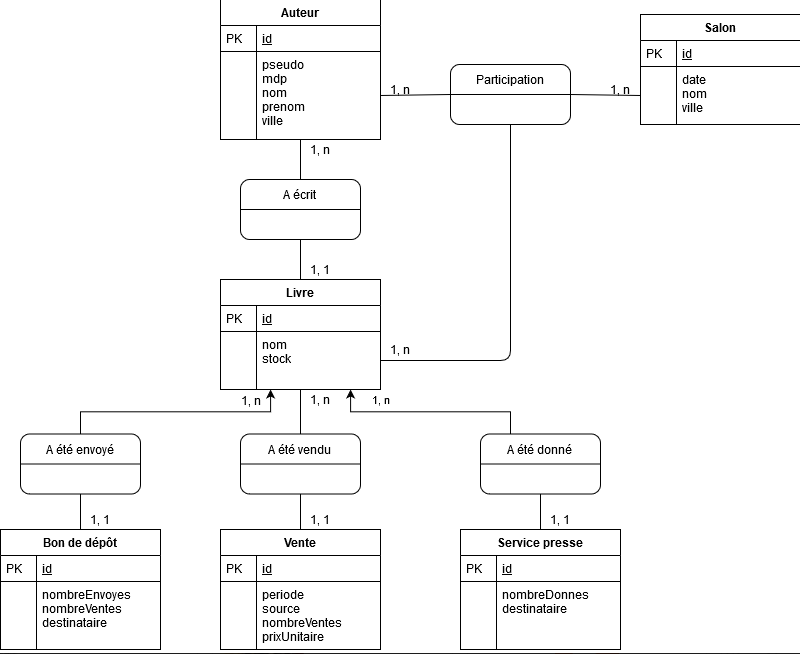 Auteur
PK id
pseudo
mdp
nom
prenom
ville
Salon
PK id
date
nom
ville
Participation
1, n
1, n
1, n
A écrit
1, 1
Livre
PK id
nom
stock
1, n
1, n
1, n
1, n
A été envoyé
A été vendu
A été donné
1, 1
1, 1
1, 1
Bon de dépôt
PK id
nombreEnvoyes
nombreVentes
destinataire
Vente
PK id
periode
source
nombreVentes
prixUnitaire
Service presse
PK id
nombreDonnes
destinataire